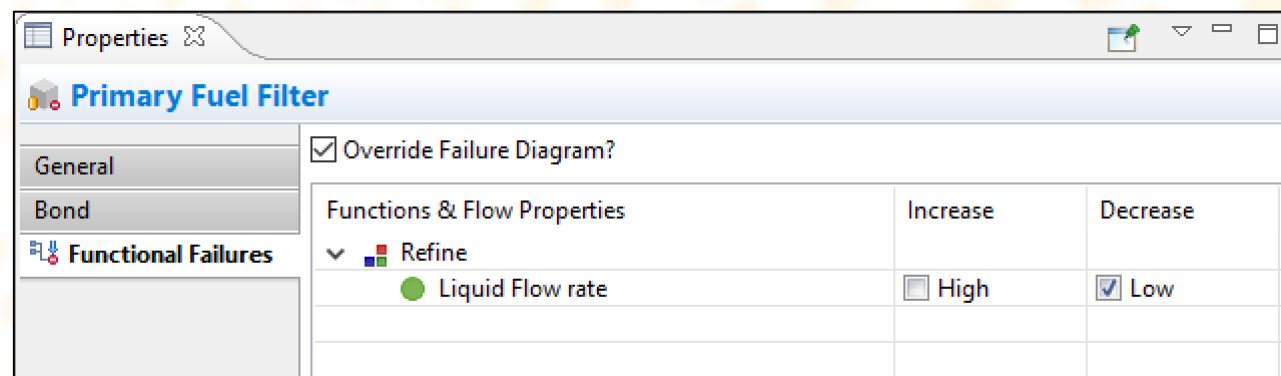 Properties
Primary Fuel Filter
General
Bond
Functional Failures
Override Failure Diagram?
Functions & Flow Properties Increase Decrease
Refine
Liquid Flow rate High Low